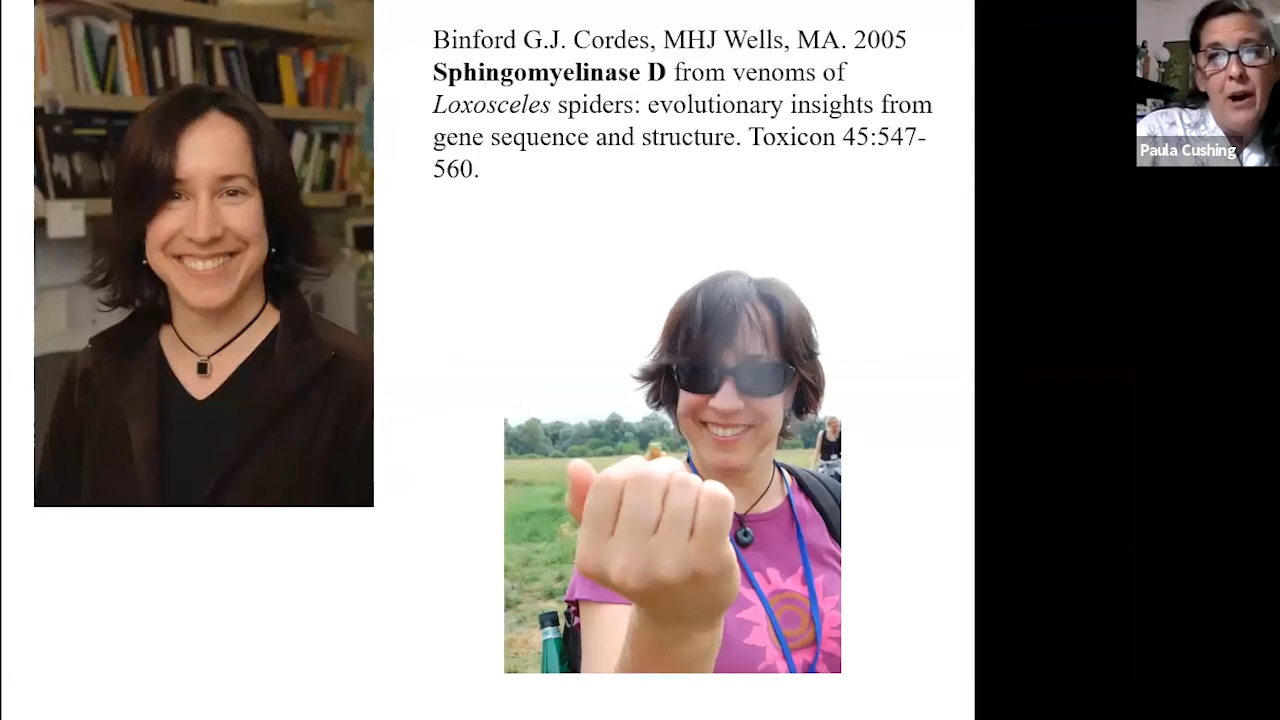 Binford G.J. Cordes, MHJ Wells, MA. 2005
Sphingomyelinase D from venoms of
Loxosceles spiders: evolutionary insights from
gene sequence and structure. Toxicon 45:547-
560.
Paula Cushing